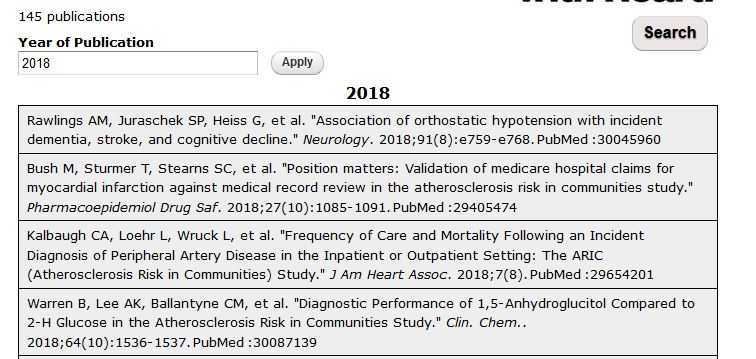 145 publications
Search
Year of Publication
2018
Apply
2018
Rawlings AM, Juraschek SP, Heiss G, et al. "Association of orthostatic hypotension with incident
dementia, stroke, and cognitive decline." Neurology. 2018;91(8):e759-e768. PubMed :30045960
Bush M, Sturmer T, Stearns SC, et al. "Position matters: Validation of medicare hospital claims for
myocardial infarction against medical record review in the atherosclerosis risk in communities study."
Pharmacoepidemiol Drug Saf. 2018;27(10):1085-1091. PubMed :29405474
Kalbaugh CA, Loehr L, Wruck L, et al. "Frequency of Care and Mortality Following an Incident
Diagnosis of Peripheral Artery Disease in the Inpatient or Outpatient Setting: The ARIC
(Atherosclerosis Risk in Communities) Study." J Am Heart Assoc. 2018;7(8). PubMed :29654201
Warren B, Lee AK, Ballantyne CM, et al. "Diagnostic Performance of 1,5-Anhydroglucitol Compared to
2-H Glucose in the Atherosclerosis Risk in Communities Study." Clin. Chem..
2018;64(10):1536-1537. PubMed :30087139